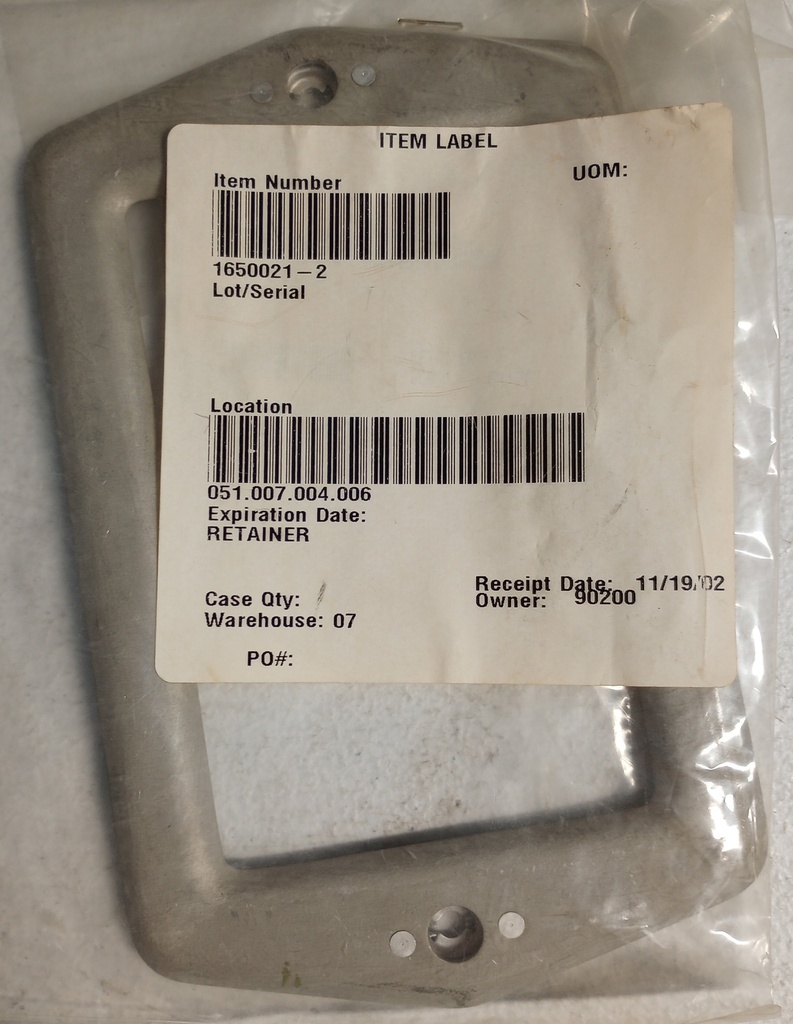 ITEM LABEL
UOM:
Item Number
1650021-2
Lot/Serial
Location
051.007.004.006
Expiration Date:
RETAINER
Receipt Date: 11/19/02
Owner: 90200
Case Qty:
Warehouse: 07
PO#: